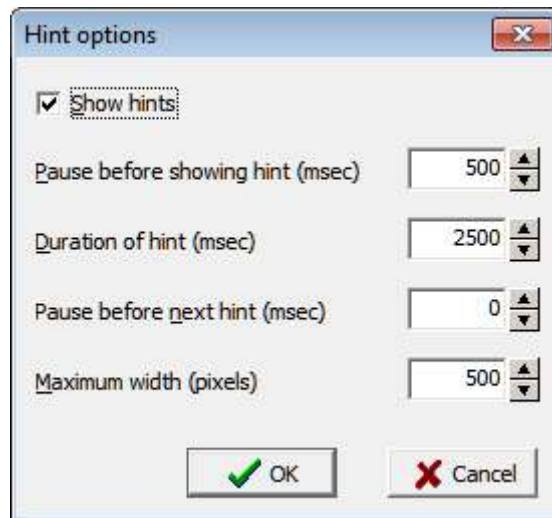 Hint options
Show hints
Pause before showing hint (msec) 500
Duration of hint (msec) 2500
Pause before next hint (msec) 0
Maximum width (pixels) 500
OK Cancel